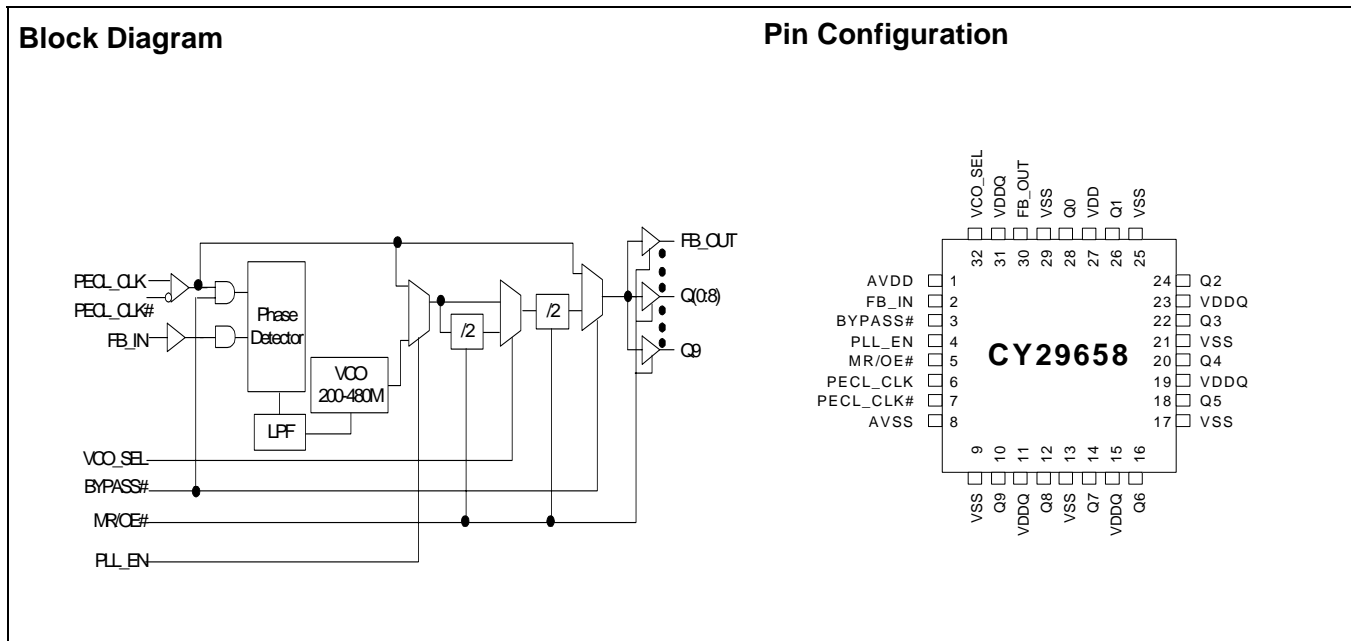 Block Diagram
Pin Configuration
PECL_CLK
PECL_CLK#
FB_IN
Phase
Detector
VCO
200-480M
LPF
/2
/2
FB_OUT
Q(0:8)
Q9
VCO_SEL
BYPASS#
MR/OE#
PLL_EN
VCO_SEL
VDDQ
FB_OUT
VSS
Q0
VDD
Q1
VSS
32 31 30 29 28 27 26 25
AVDD 1
FB_IN 2
BYPASS# 3
PLL_EN 4
MR/OE# 5
PECL_CLK 6
PECL_CLK# 7
AVSS 8
CY29658
24 Q2
23 VDDQ
22 Q3
21 VSS
20 Q4
19 VDDQ
18 Q5
17 VSS
9 10 11 12 13 14 15 16
VSS
Q9
VDDQ
Q8
VSS
Q7
VDDQ
Q6